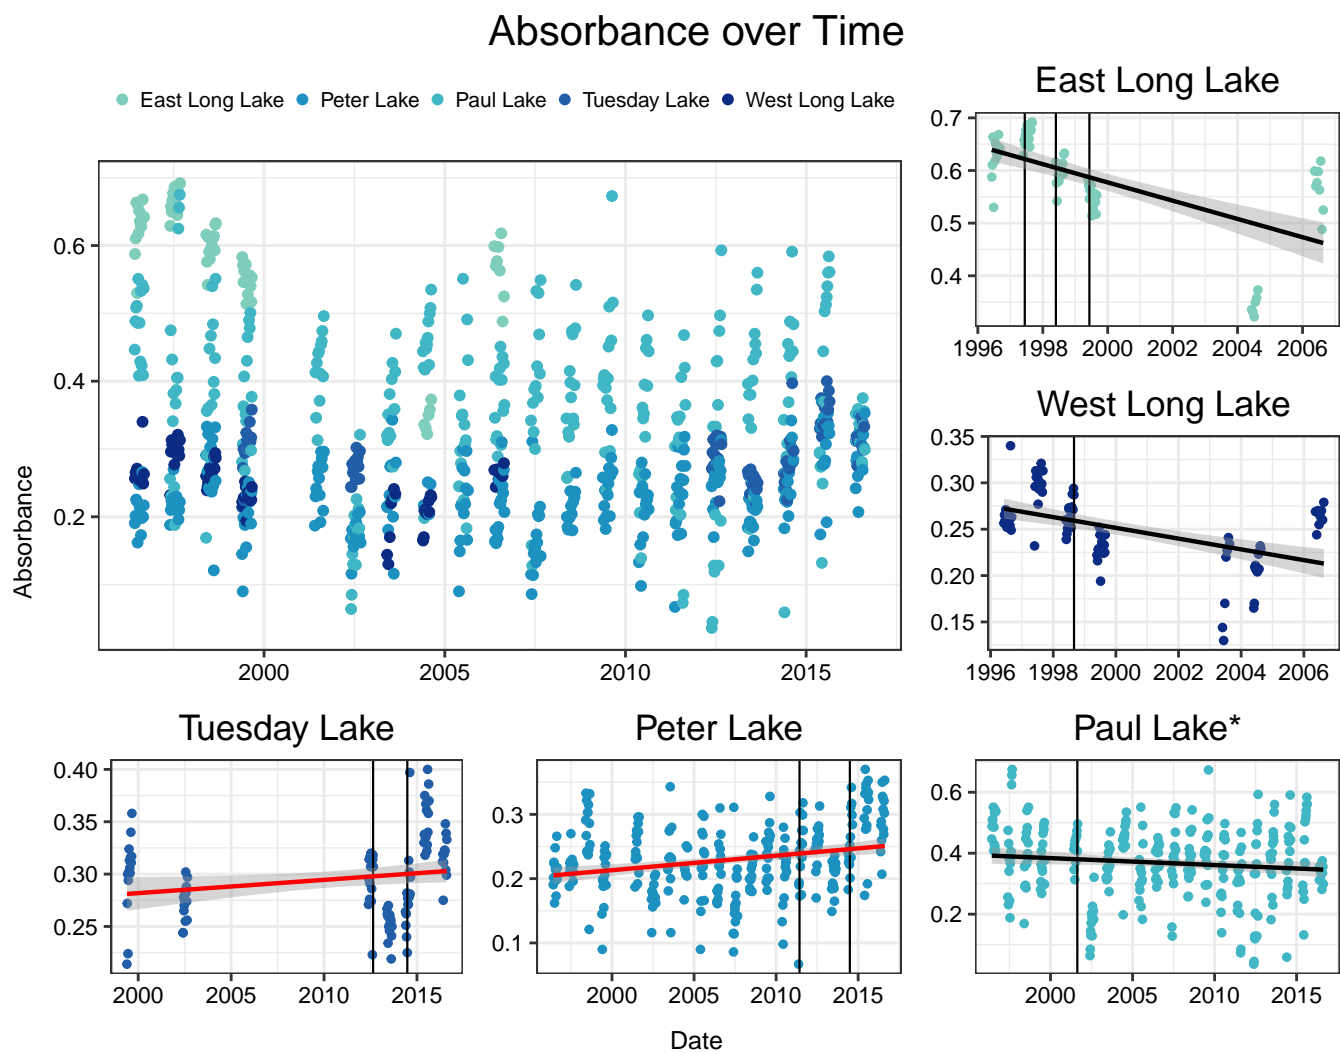 Absorbance over Time
East Long Lake Peter Lake Paul Lake Tuesday Lake West Long Lake
Absorbance
0.6
0.4
0.2
2000 2005 2010 2015
East Long Lake
0.7
0.6
0.5
0.4
1996 1998 2000 2002 2004 2006
West Long Lake
0.35
0.30
0.25
0.20
0.15
1996 1998 2000 2002 2004 2006
Tuesday Lake
0.40
0.35
0.30
0.25
2000 2005 2010 2015
Peter Lake
0.3
0.2
0.1
2000 2005 2010 2015
Paul Lake*
0.6
0.4
0.2
2000 2005 2010 2015
Date